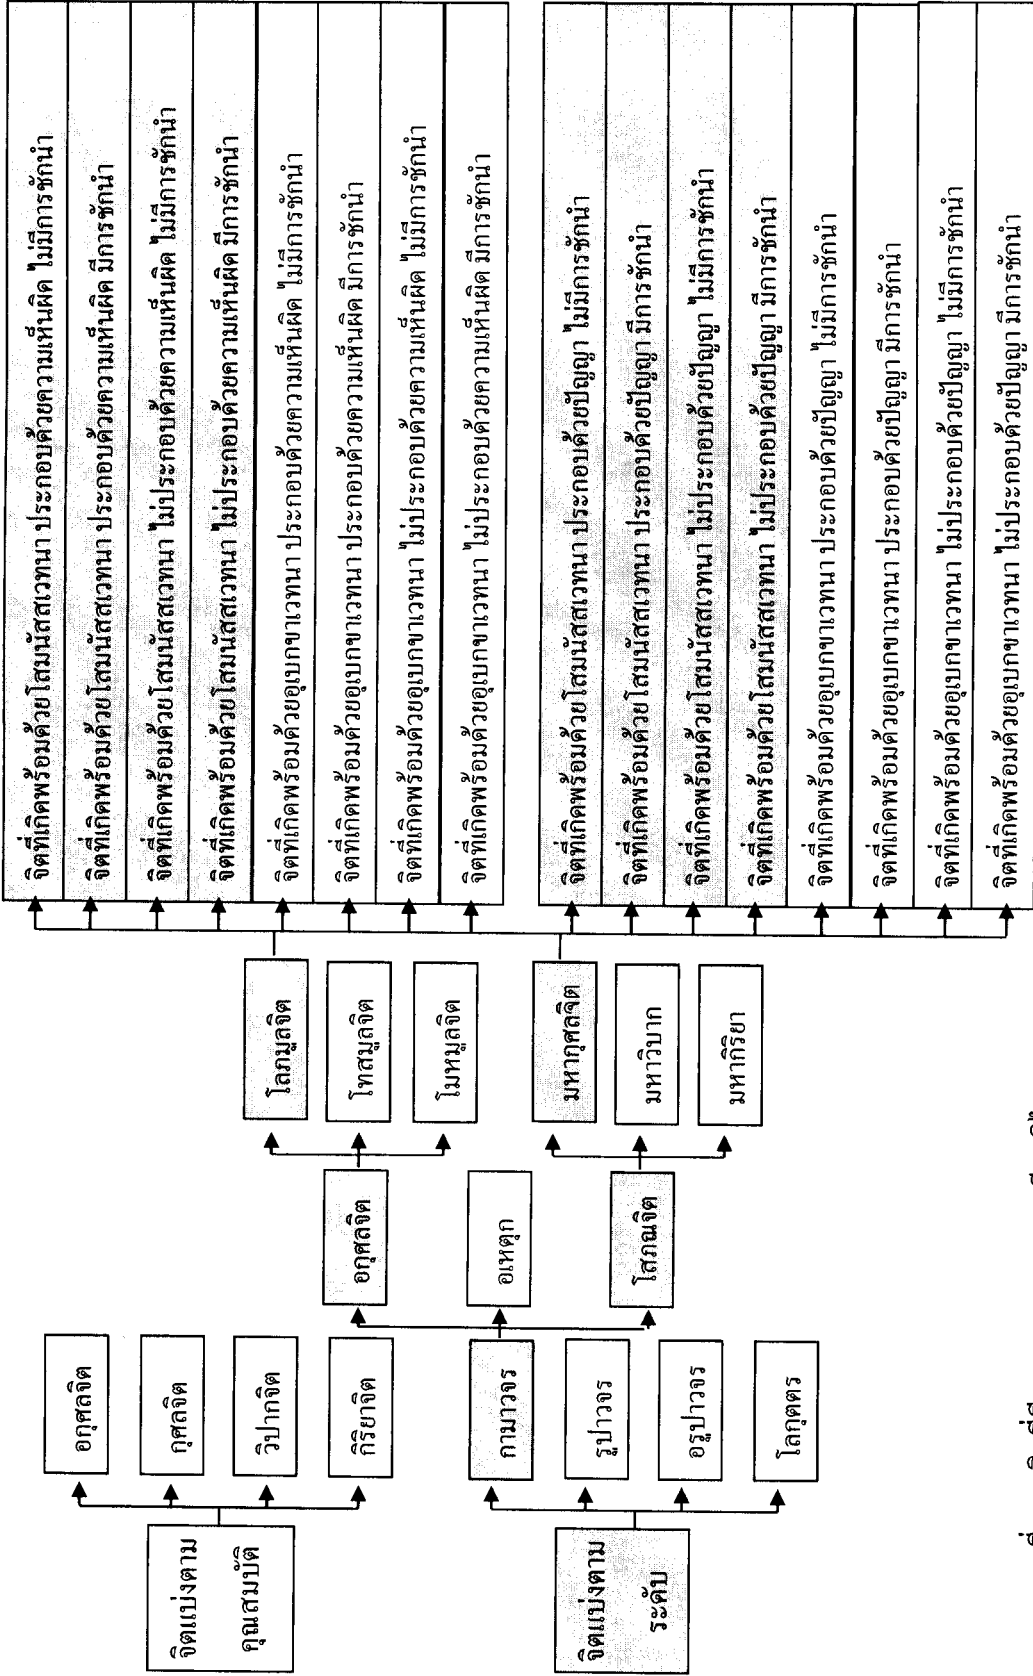 จิตแบ่งตาม
คุณสมบัติ
อกุศลจิต
กุศลจิต
วิปากจิต
กิริยาจิต
จิตแบ่งตาม
ระดับ
กามาวจร
รูปาวจร
อรูปาวจร
โลกุตตร
อกุศลจิต
อเหตุก
โสภณจิต
โลภมูลจิต
โทสมูลจิต
โมหมูลจิต
มหากุศลจิต
มหาวิบาก
มหากิริยา
จิตที่เกิดพร้อมด้วยโสมนัสสเวทนา ประกอบด้วยความเห็นผิด ไม่มีการชักนำ
จิตที่เกิดพร้อมด้วยโสมนัสสเวทนา ประกอบด้วยความเห็นผิด มีการชักนำ
จิตที่เกิดพร้อมด้วยโสมนัสสเวทนา ไม่ประกอบด้วยความเห็นผิด ไม่มีการชักนำ
จิตที่เกิดพร้อมด้วยโสมนัสสเวทนา ไม่ประกอบด้วยความเห็นผิด มีการชักนำ
จิตที่เกิดพร้อมด้วยอุเบกขาเวทนา ประกอบด้วยความเห็นผิด ไม่มีการชักนำ
จิตที่เกิดพร้อมด้วยอุเบกขาเวทนา ประกอบด้วยความเห็นผิด มีการชักนำ
จิตที่เกิดพร้อมด้วยอุเบกขาเวทนา ไม่ประกอบด้วยความเห็นผิด ไม่มีการชักนำ
จิตที่เกิดพร้อมด้วยอุเบกขาเวทนา ไม่ประกอบด้วยความเห็นผิด มีการชักนำ
จิตที่เกิดพร้อมด้วยโสมนัสสเวทนา ประกอบด้วยปัญญา ไม่มีการชักนำ
จิตที่เกิดพร้อมด้วยโสมนัสสเวทนา ประกอบด้วยปัญญา มีการชักนำ
จิตที่เกิดพร้อมด้วยโสมนัสสเวทนา ไม่ประกอบด้วยปัญญา ไม่มีการชักนำ
จิตที่เกิดพร้อมด้วยโสมนัสสเวทนา ไม่ประกอบด้วยปัญญา มีการชักนำ
จิตที่เกิดพร้อมด้วยอุเบกขาเวทนา ประกอบด้วยปัญญา ไม่มีการชักนำ
จิตที่เกิดพร้อมด้วยอุเบกขาเวทนา ประกอบด้วยปัญญา มีการชักนำ
จิตที่เกิดพร้อมด้วยอุเบกขาเวทนา ไม่ประกอบด้วยปัญญา ไม่มีการชักนำ
จิตที่เกิดพร้อมด้วยอุเบกขาเวทนา ไม่ประกอบด้วยปัญญา มีการชักนำ